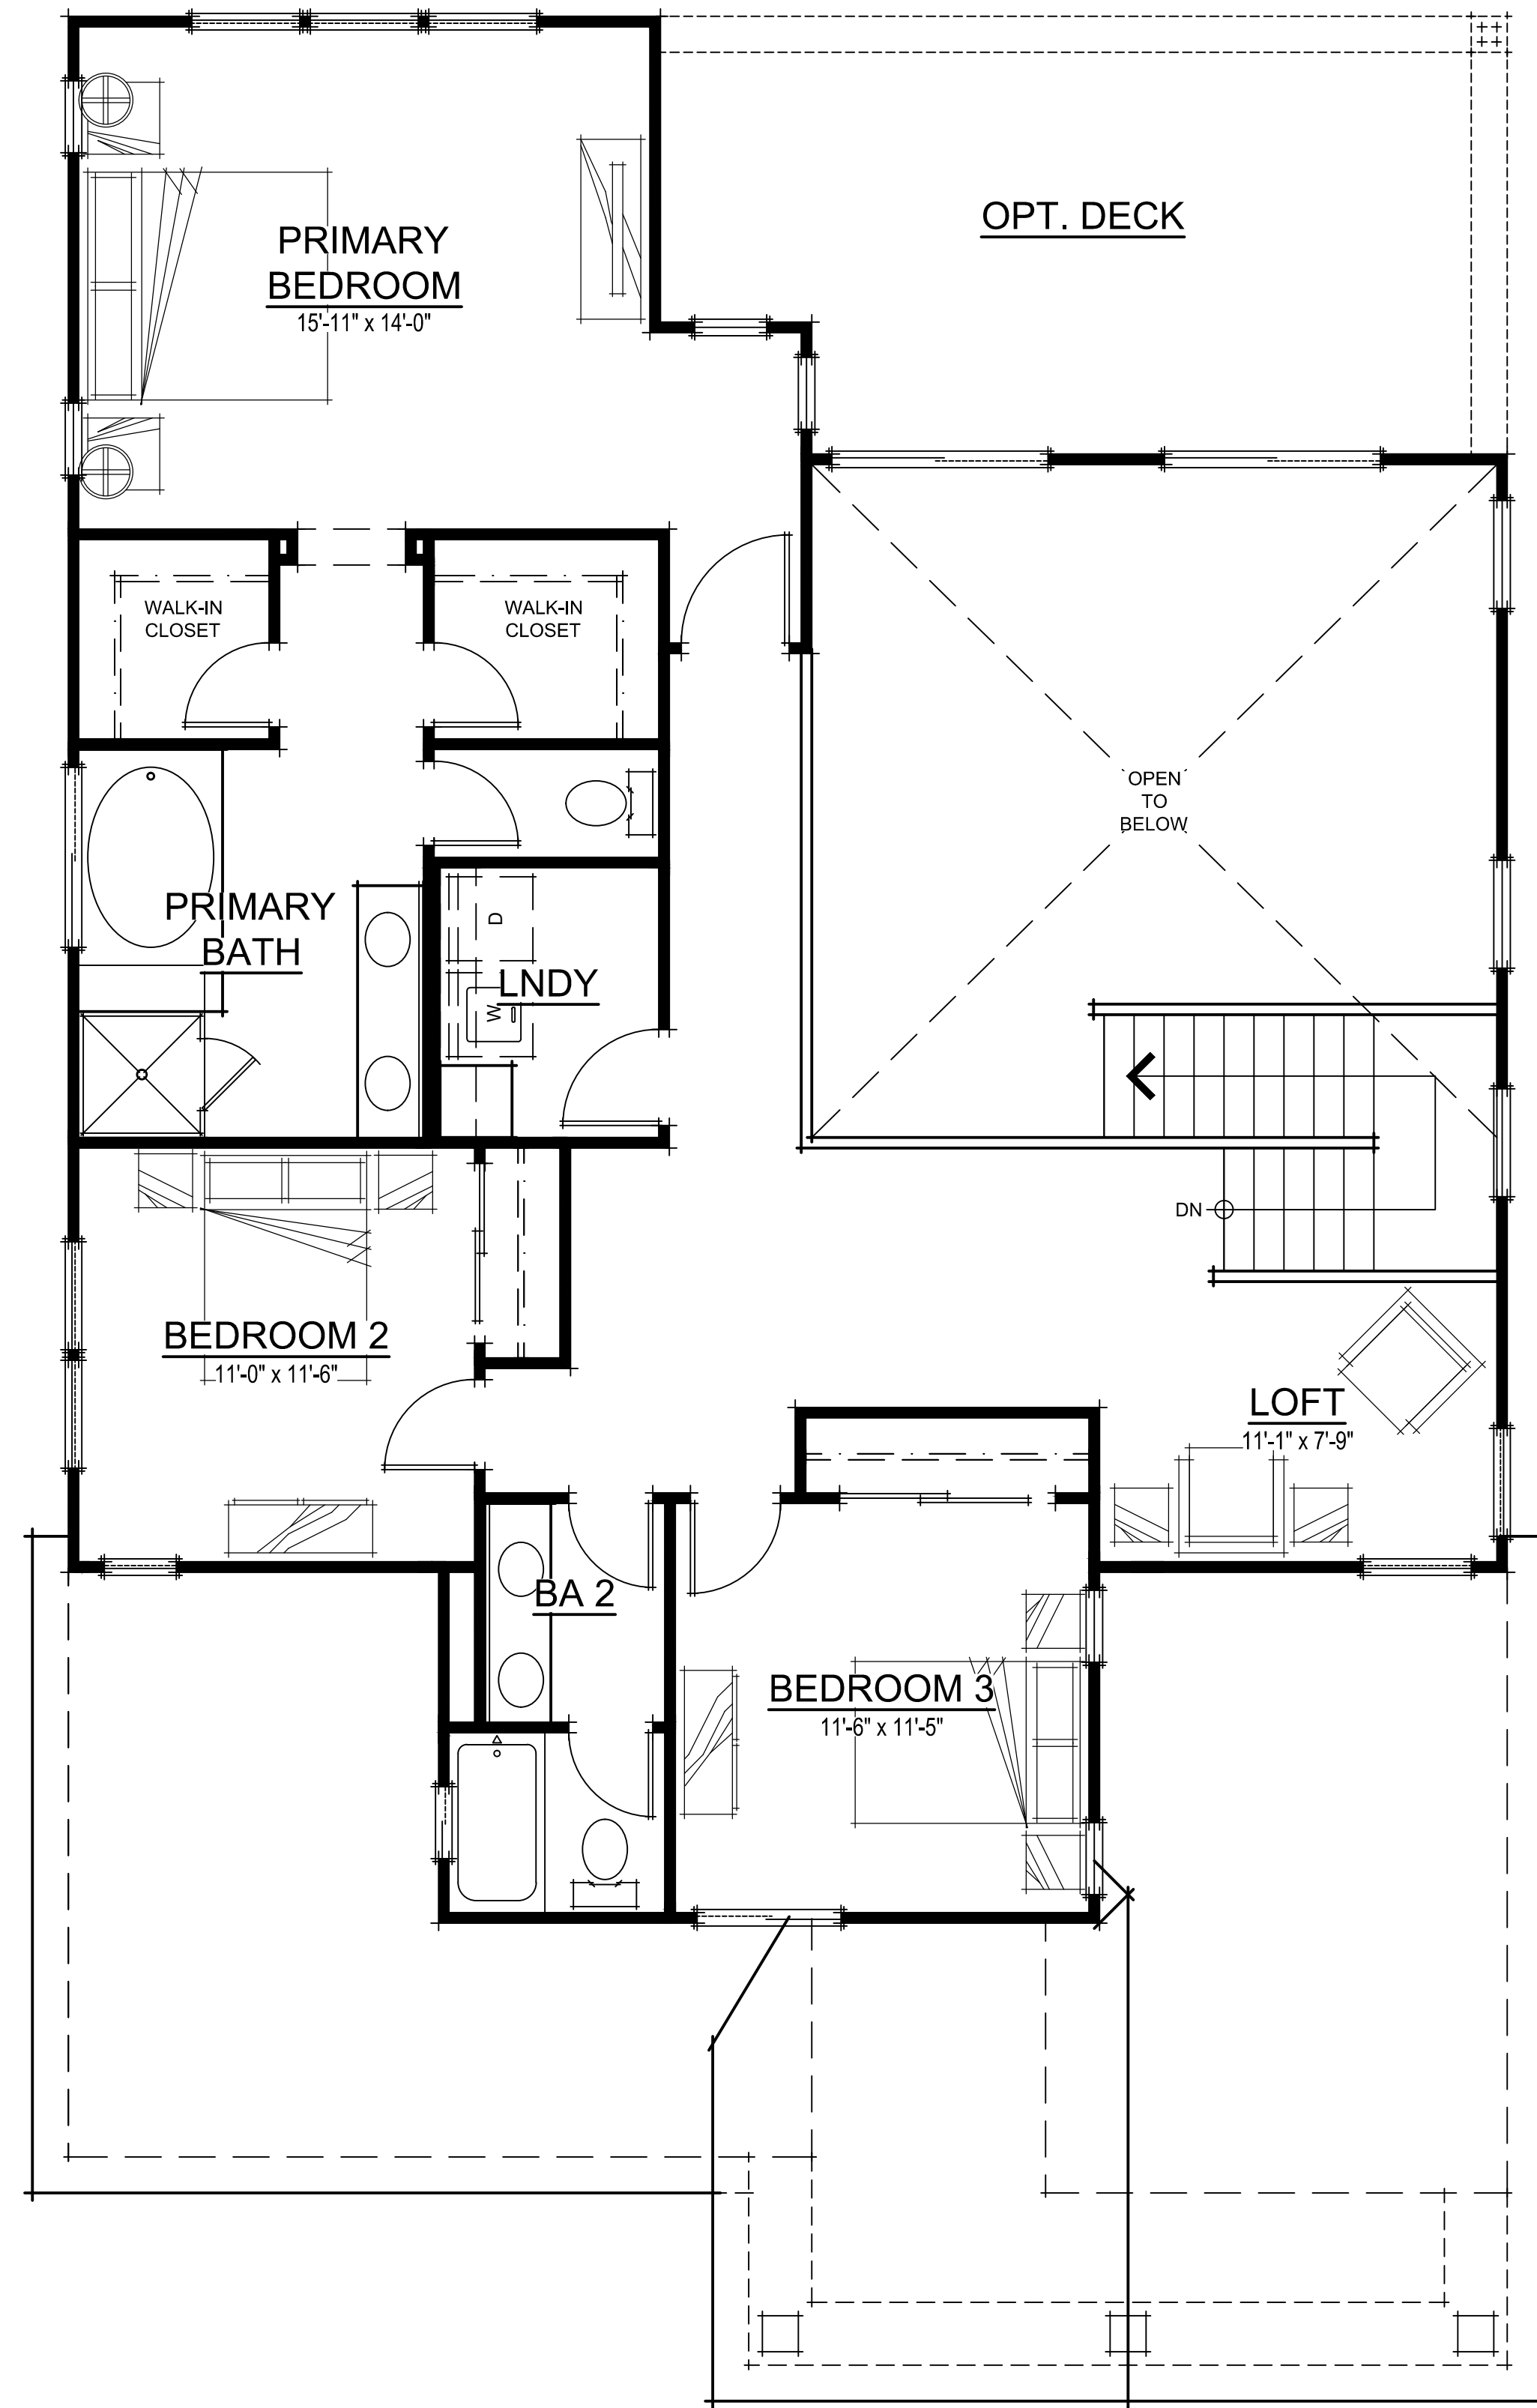 OPT. DECK
PRIMARY
BEDROOM
15'-11" x 14'-0"
WALK-IN
CLOSET
WALK-IN
CLOSET
OPEN
TO
BELOW
PRIMARY
BATH
D
LNDY
W
DN
BEDROOM 2
11'-0" x 11'-6"
LOFT
11'-1" x 7'-9"
BA 2
BEDROOM 3
11'-6" x 11'-5"